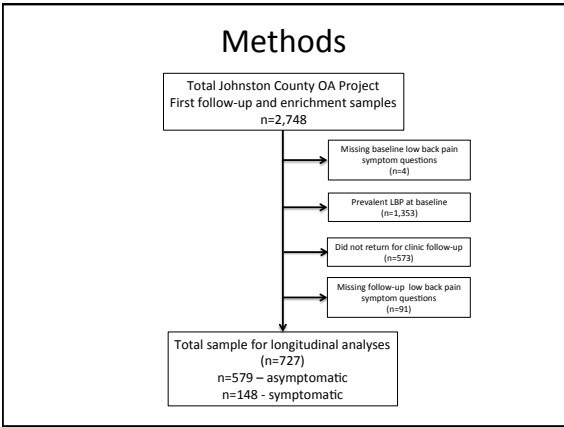 Methods
Total Johnston County OA Project
First follow-up and enrichment samples
n=2,748
Missing baseline low back pain
symptom questions
(n=4)
Prevalent LBP at baseline
(n=1,353)
Did not return for clinic follow-up
(n=573)
Missing follow-up low back pain
symptom questions
(n=91)
Total sample for longitudinal analyses
(n=727)
n=579 – asymptomatic
n=148 - symptomatic